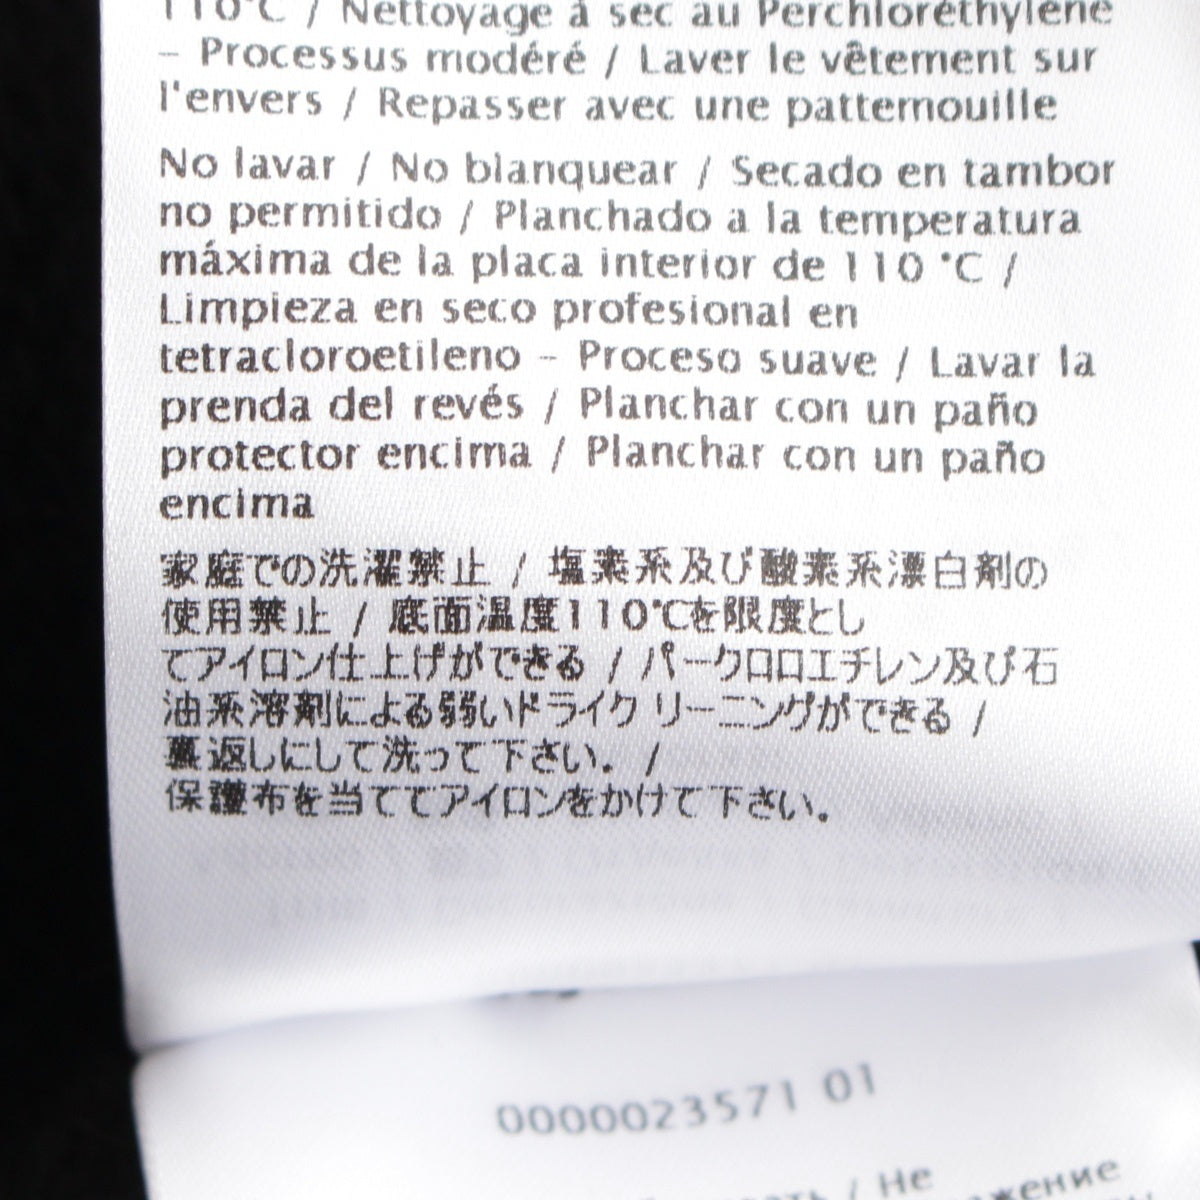 110°C / Nettoyage à sec au Perchloréthylène
– Processus modéré / Laver le vêtement sur
l'envers / Repasser avec une pattemouille
No lavar / No blanquear / Secado en tambor
no permitido / Planchado a la temperatura
máxima de la placa interior de 110 °C /
Limpieza en seco profesional en
tetracloroetileno – Proceso suave / Lavar la
prenda del revés / Planchar con un paño
protector encima / Planchar con un paño
encima
家庭での洗濯禁止 / 塩素系及び酸素系漂白剤の
使用禁止 / 底面温度110℃を限度とし
てアイロン仕上げができる / パークロロエチレン及び石
油系溶剤による弱いドライクリーニングができる /
裏返しにして洗って下さい. /
保護布を当ててアイロンをかけて下さい。
0000023571 01
/ Не